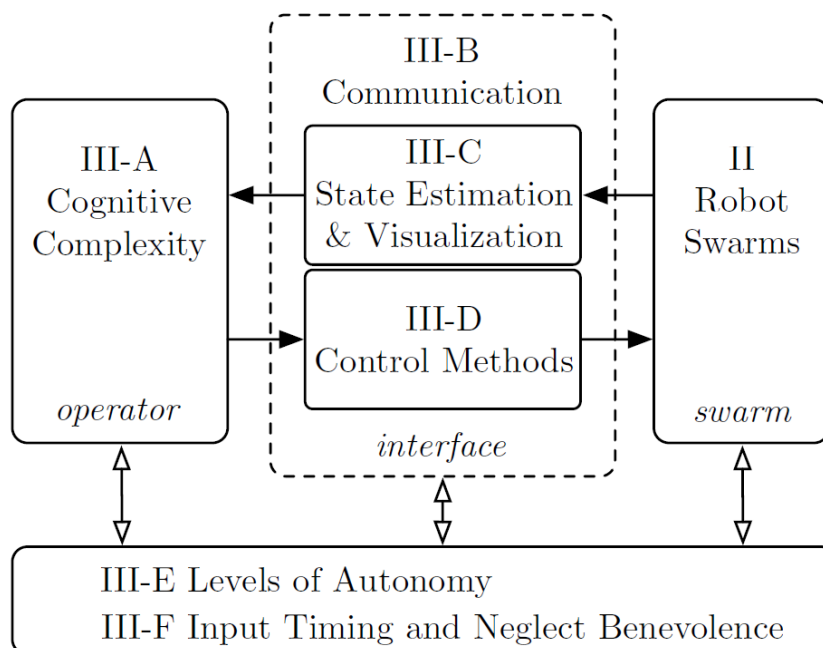 III-B
Communication
III-A
Cognitive
Complexity
operator
III-C
State Estimation
& Visualization
III-D
Control Methods
interface
II
Robot
Swarms
swarm
III-E Levels of Autonomy
III-F Input Timing and Neglect Benevolence